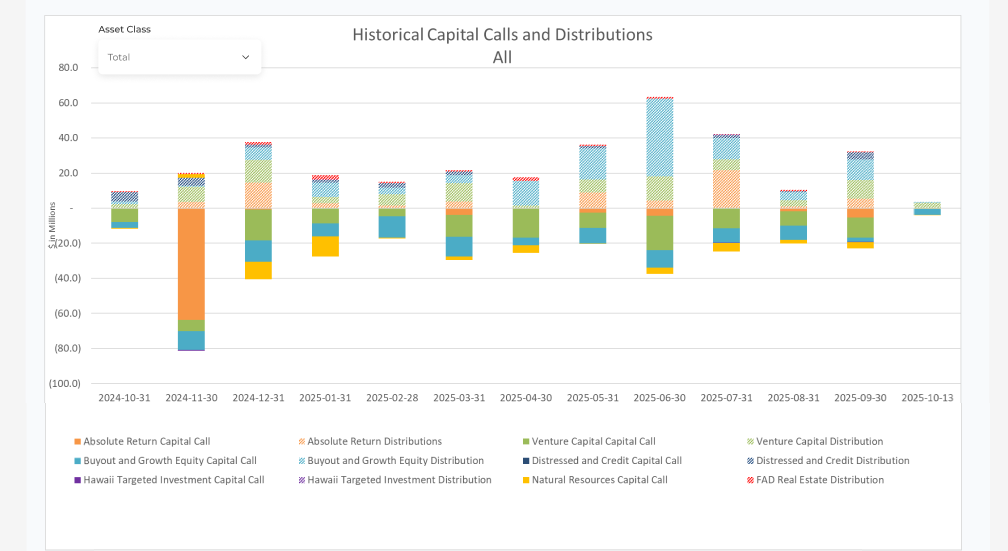 Asset Class
Total
Historical Capital Calls and Distributions
All
80.0
60.0
40.0
20.0
-
(20.0)
(40.0)
(60.0)
(80.0)
(100.0)
$ in Millions
2024-10-31 2024-11-30 2024-12-31 2025-01-31 2025-02-28 2025-03-31 2025-04-30 2025-05-31 2025-06-30 2025-07-31 2025-08-31 2025-09-30 2025-10-13
Absolute Return Capital Call Absolute Return Distributions Venture Capital Capital Call Venture Capital Distribution
Buyout and Growth Equity Capital Call Buyout and Growth Equity Distribution Distressed and Credit Capital Call Distressed and Credit Distribution
Hawaii Targeted Investment Capital Call Hawaii Targeted Investment Distribution Natural Resources Capital Call FAD Real Estate Distribution